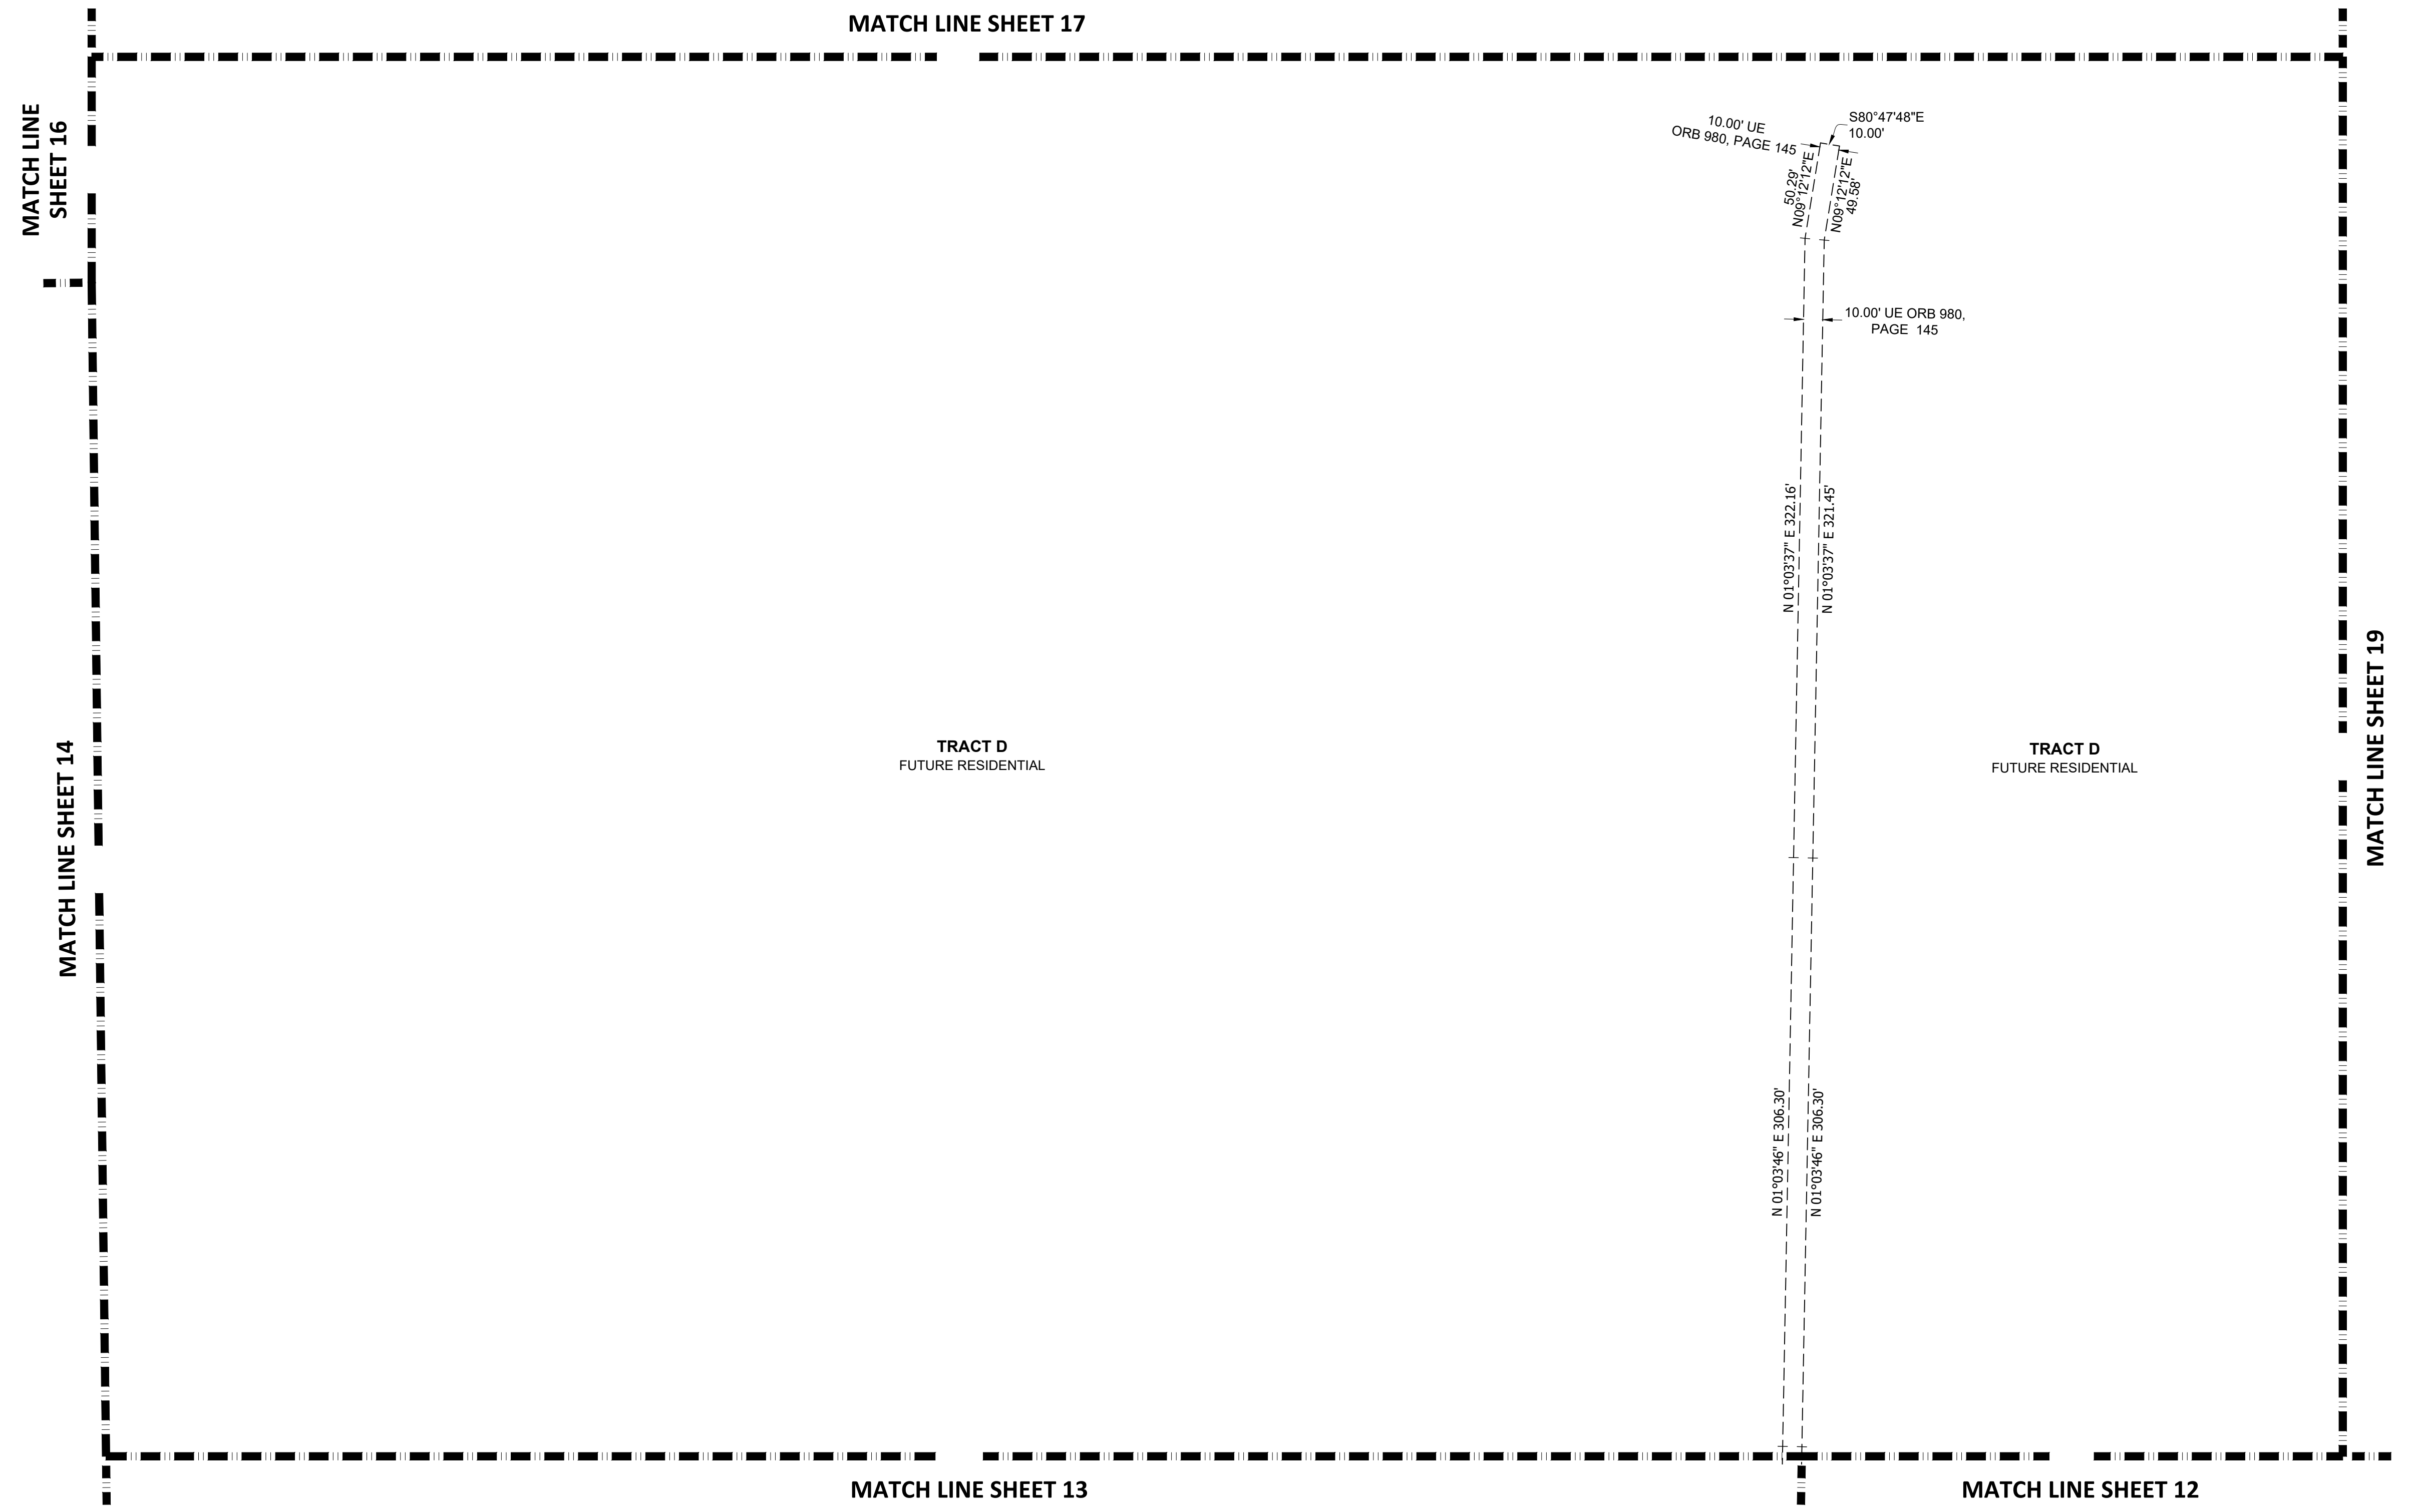 MATCH LINE SHEET 17
MATCH LINE
SHEET 16
10.00' UE
ORB 980, PAGE 145
S80°47'48"E
10.00'
50.29'
N09°12'12"E
N09°12'12"E
49.58'
10.00' UE ORB 980,
PAGE 145
N 01°03'37" E 322.16'
N 01°03'37" E 321.45'
TRACT D
FUTURE RESIDENTIAL
TRACT D
FUTURE RESIDENTIAL
MATCH LINE SHEET 14
MATCH LINE SHEET 19
N 01°03'46" E 306.30'
N 01°03'46" E 306.30'
MATCH LINE SHEET 13
MATCH LINE SHEET 12